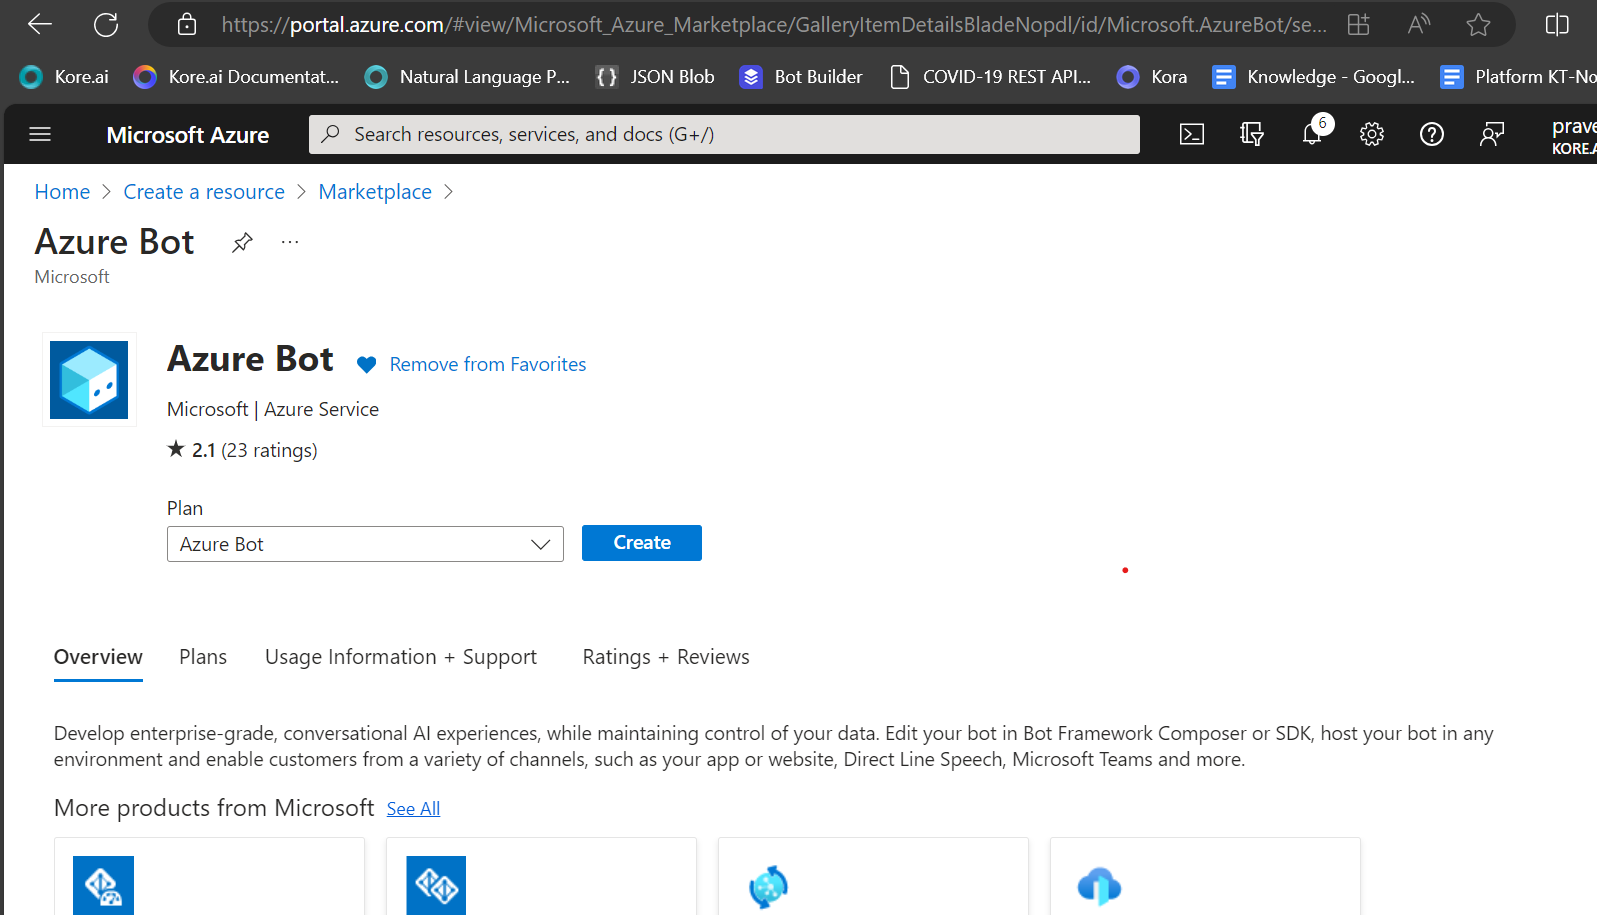 https://portal.azure.com/#view/Microsoft_Azure_Marketplace/GalleryItemDetailsBladeNopdl/id/Microsoft.AzureBot/se...
Kore.ai Kore.ai Documentat... Natural Language P... JSON Blob Bot Builder COVID-19 REST API... Kora Knowledge - Googl... Platform KT-No
Microsoft Azure Search resources, services, and docs (G+/) 6 prave
KORE.A
Home > Create a resource > Marketplace >
Azure Bot ...
Microsoft
Azure Bot Remove from Favorites
Microsoft | Azure Service
★ 2.1 (23 ratings)
Plan
Azure Bot Create
Overview Plans Usage Information + Support Ratings + Reviews
Develop enterprise-grade, conversational AI experiences, while maintaining control of your data. Edit your bot in Bot Framework Composer or SDK, host your bot in any
environment and enable customers from a variety of channels, such as your app or website, Direct Line Speech, Microsoft Teams and more.
More products from Microsoft See All